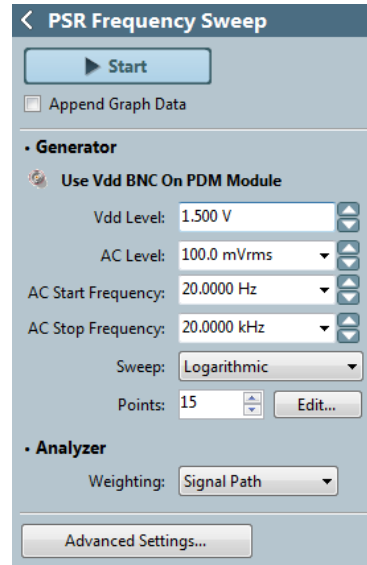 PSR Frequency Sweep
Start
Append Graph Data
Generator
Use Vdd BNC On PDM Module
Vdd Level: 1.500 V
AC Level: 100.0 mVrms
AC Start Frequency: 20.0000 Hz
AC Stop Frequency: 20.0000 kHz
Sweep: Logarithmic
Points: 15 Edit...
Analyzer
Weighting: Signal Path
Advanced Settings...